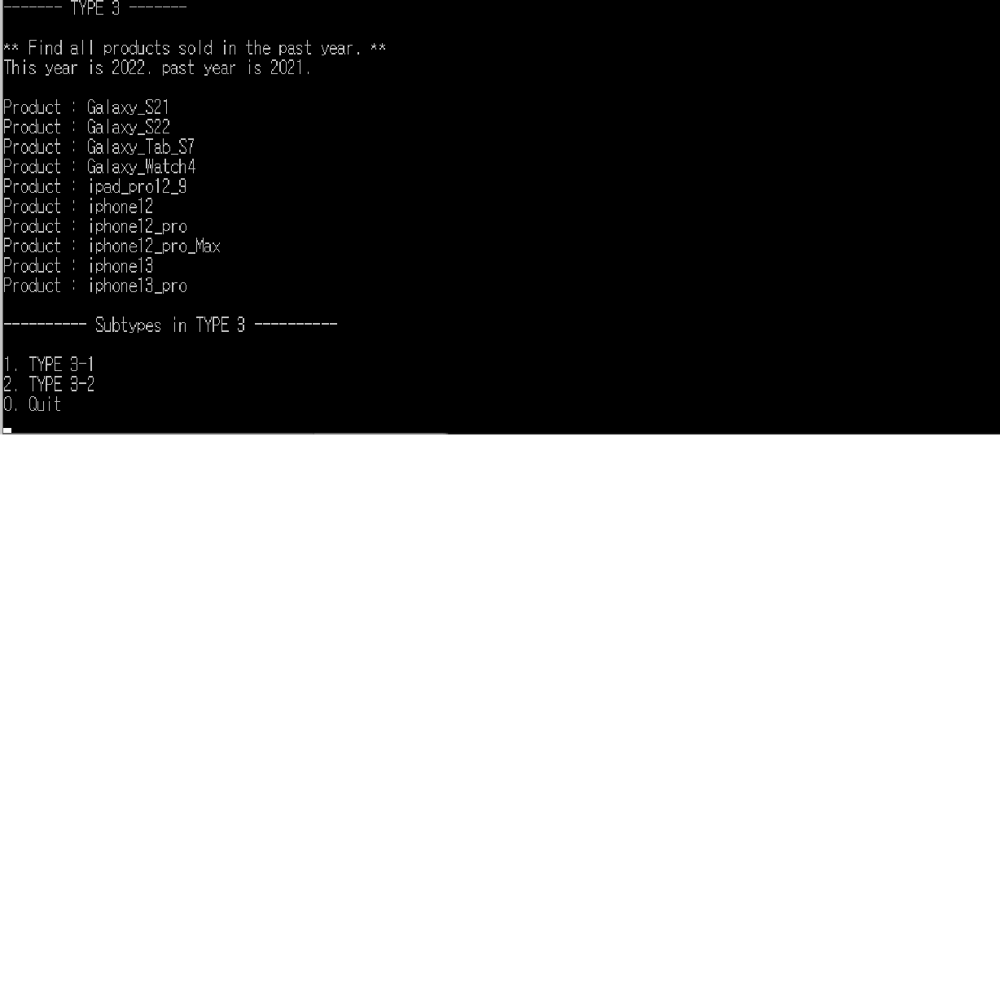 ------- TYPE 3 -------
** Find all products sold in the past year. **
This year is 2022. past year is 2021.
Product : Galaxy_S21
Product : Galaxy_S22
Product : Galaxy_Tab_S7
Product : Galaxy_Watch4
Product : ipad_pro12_9
Product : iphone12
Product : iphone12_pro
Product : iphone12_pro_Max
Product : iphone13
Product : iphone13_pro
---------- Subtypes in TYPE 3 ----------
1. TYPE 3-1
2. TYPE 3-2
0. Quit